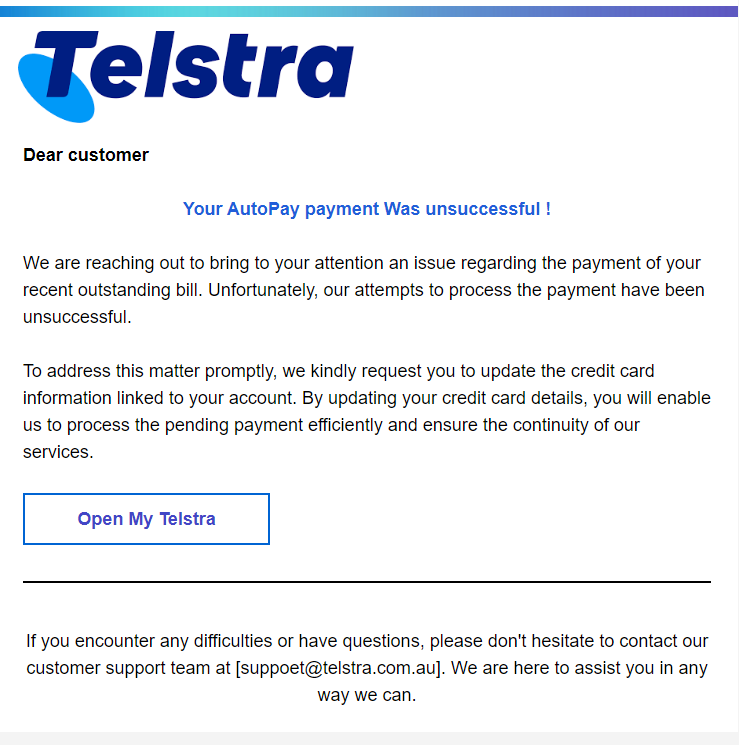 Telstra
Dear customer
Your AutoPay payment Was unsuccessful !
We are reaching out to bring to your attention an issue regarding the payment of your
recent outstanding bill. Unfortunately, our attempts to process the payment have been
unsuccessful.
To address this matter promptly, we kindly request you to update the credit card
information linked to your account. By updating your credit card details, you will enable
us to process the pending payment efficiently and ensure the continuity of our
services.
Open My Telstra
If you encounter any difficulties or have questions, please don't hesitate to contact our
customer support team at [suppoet@telstra.com.au]. We are here to assist you in any
way we can.